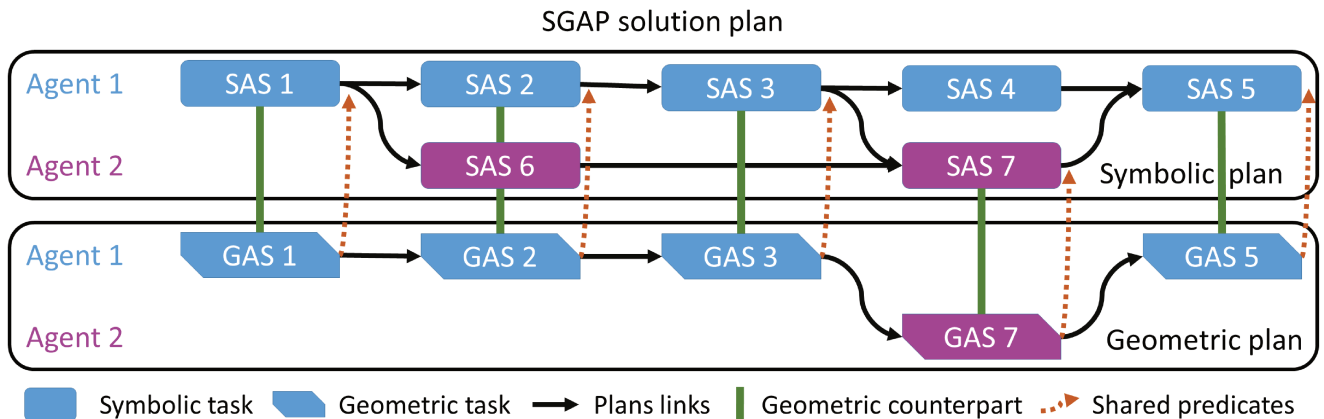 SGAP solution plan
Agent 1 SAS 1 SAS 2 SAS 3 SAS 4 SAS 5
Agent 2 SAS 6 SAS 7 Symbolic plan
Agent 1 GAS 1 GAS 2 GAS 3 GAS 5
Agent 2 GAS 7 Geometric plan
Symbolic task Geometric task Plans links Geometric counterpart Shared predicates